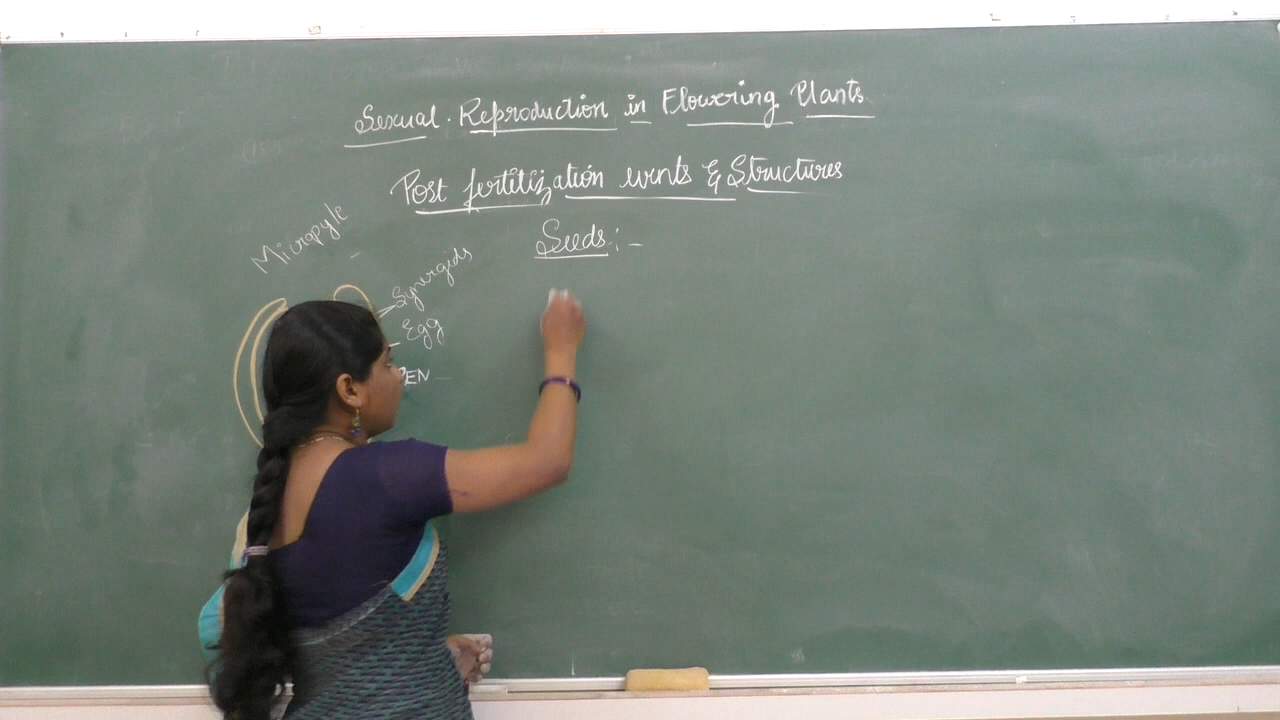 Sexual. Reproduction in Flowering Plants
Post fertilization events & Structures
Seeds :-
Micropyle
Synergids
Egg
PEN